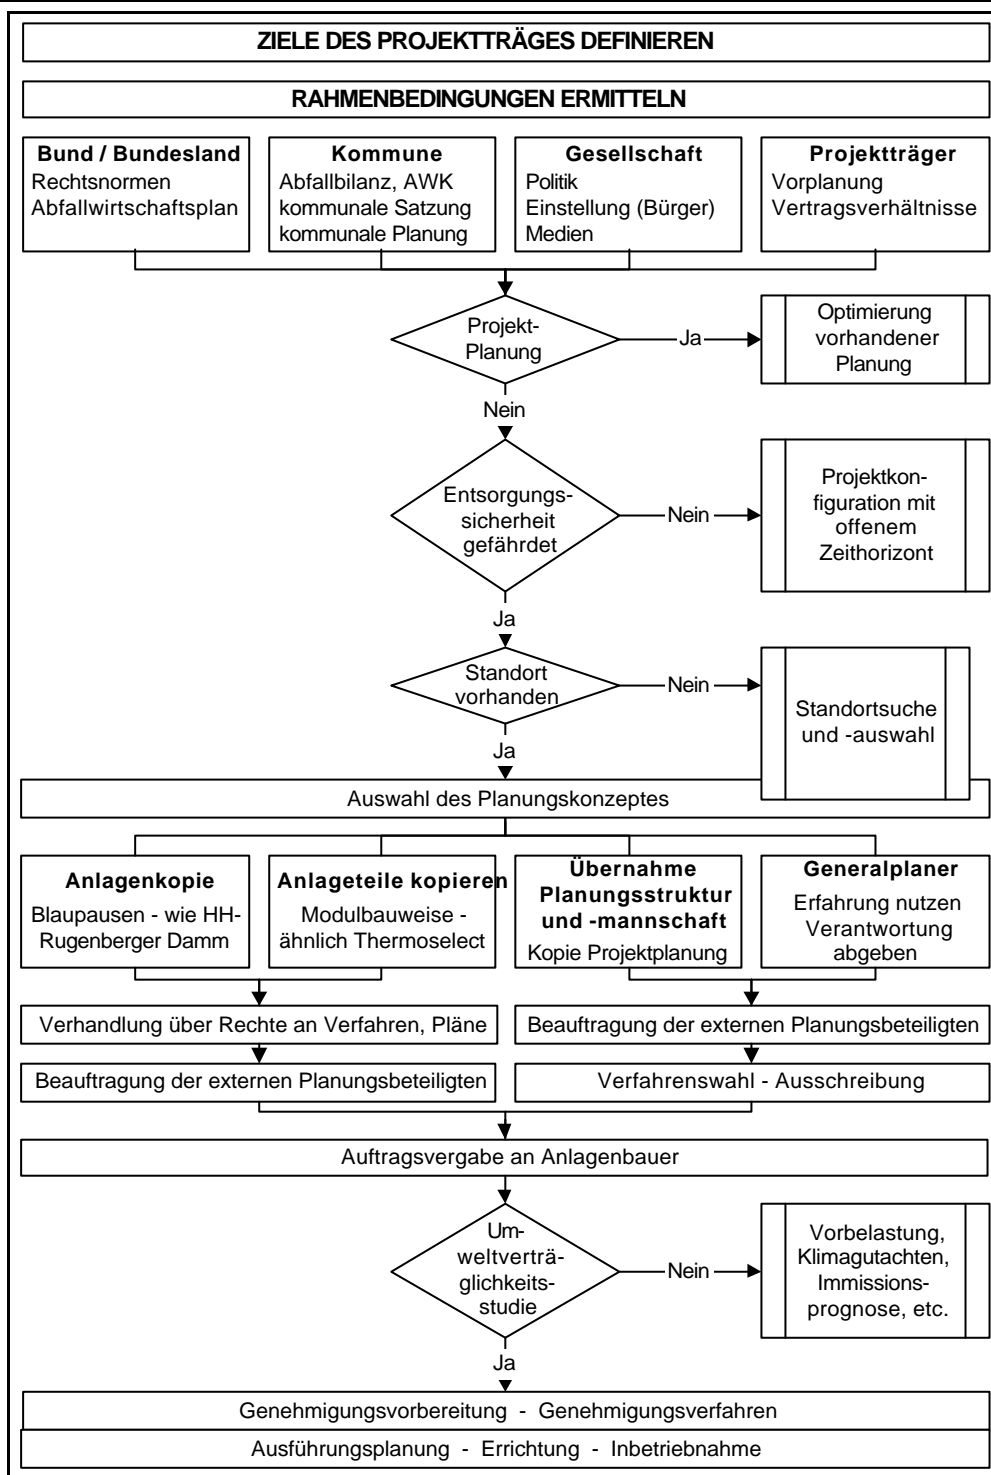 ZIELE DES PROJEKTTRÄGES DEFINIEREN
RAHMENBEDINGUNGEN ERMITTELN
Bund / Bundesland
Rechtsnormen
Abfallwirtschaftsplan
Kommune
Abfallbilanz, AWK
kommunale Satzung
kommunale Planung
Gesellschaft
Politik
Einstellung (Bürger)
Medien
Projektträger
Vorplanung
Vertragsverhältnisse
Projekt-
Planung
Ja
Optimierung
vorhandener
Planung
Nein
Entsorgungs-
sicherheit
gefährdet
Nein
Projektkon-
figuration mit
offenem
Zeithorizont
Ja
Standort
vorhanden
Nein
Standortsuche
und -auswahl
Ja
Auswahl des Planungskonzeptes
Anlagenkopie
Blaupausen - wie HH-
Rugenberger Damm
Anlageteile kopieren
Modulbauweise -
ähnlich Thermoselect
Übernahme
Planungsstruktur
und -mannschaft
Kopie Projektplanung
Generalplaner
Erfahrung nutzen
Verantwortung
abgeben
Verhandlung über Rechte an Verfahren, Pläne
Beauftragung der externen Planungsbeteiligten
Beauftragung der externen Planungsbeteiligten
Verfahrenswahl - Ausschreibung
Auftragsvergabe an Anlagenbauer
Um-
weltverträ-
glichkeits-
studie
Nein
Vorbelastung,
Klimagutachten,
Immissions-
prognose, etc.
Ja
Genehmigungsvorbereitung - Genehmigungsverfahren
Ausführungsplanung - Errichtung - Inbetriebnahme